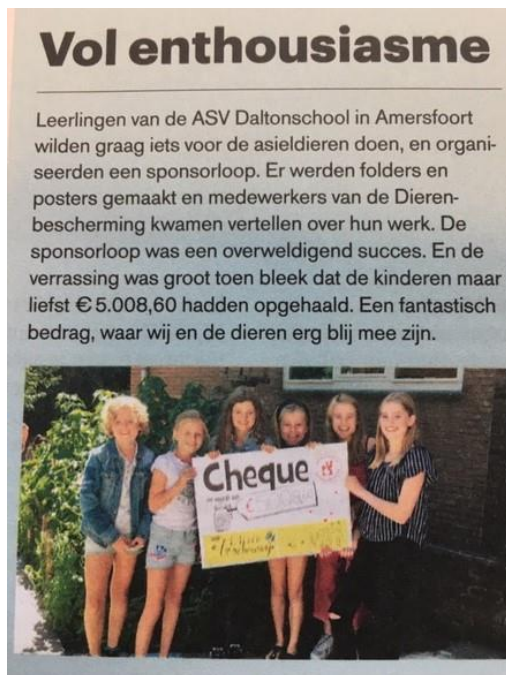 Vol enthousiasme
Leerlingen van de ASV Daltonschool in Amersfoort
wilden graag iets voor de asieldieren doen, en organi-
seerden een sponsorloop. Er werden folders en
posters gemaakt en medewerkers van de Dieren-
bescherming kwamen vertellen over hun werk. De
sponsorloop was een overweldigend succes. En de
verrassing was groot toen bleek dat de kinderen maar
liefst € 5.008,60 hadden opgehaald. Een fantastisch
bedrag, waar wij en de dieren erg blij mee zijn.
Cheque
€